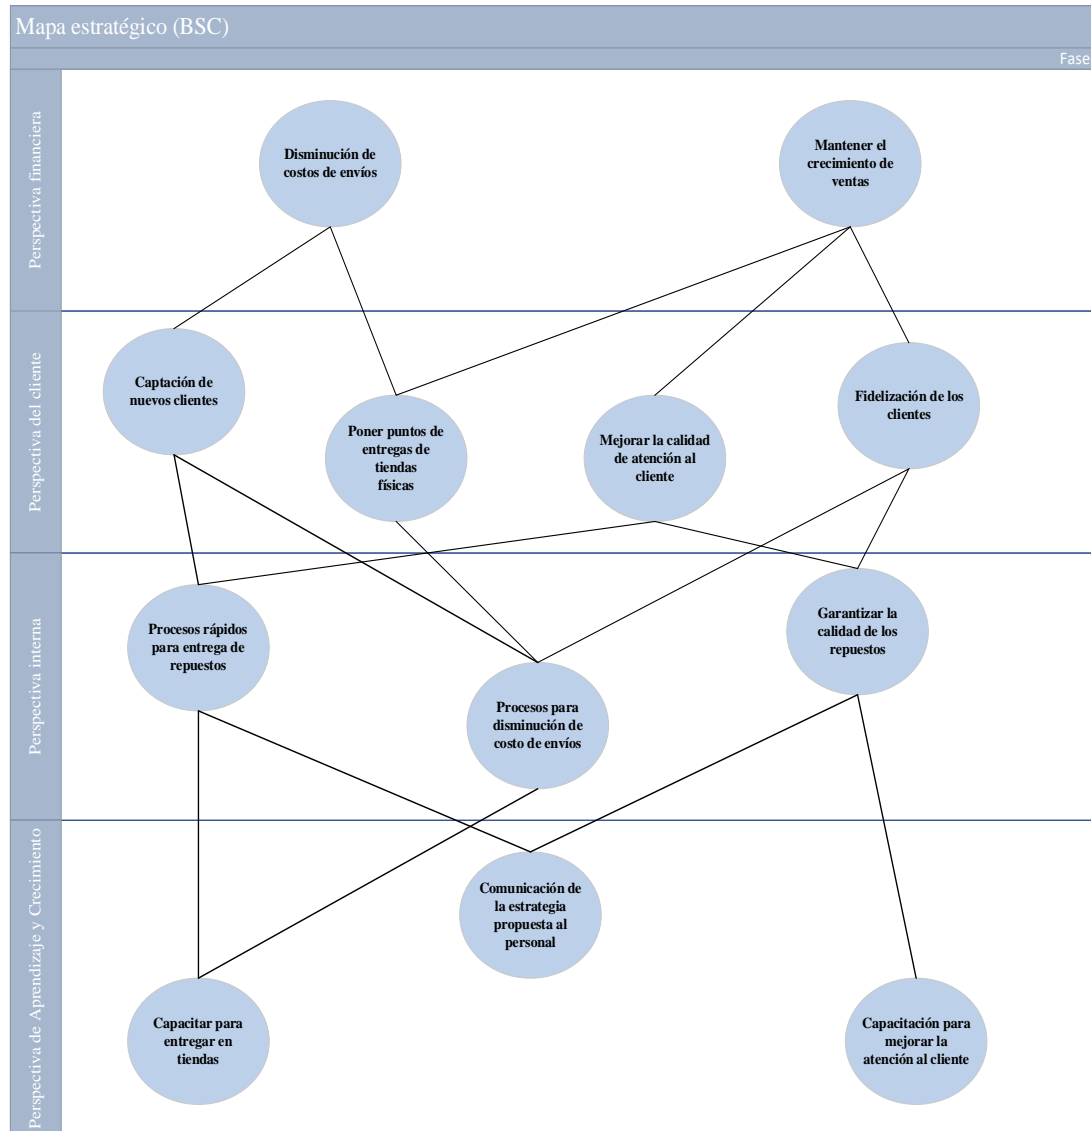 Mapa estratégico (BSC)
Fase
Perspectiva financiera
Disminución de
costos de envíos
Mantener el
crecimiento de
ventas
Perspectiva del cliente
Captación de
nuevos clientes
Poner puntos de
entregas de
tiendas
físicas
Mejorar la calidad
de atención al
cliente
Fidelización de los
clientes
Perspectiva interna
Procesos rápidos
para entrega de
repuestos
Procesos para
disminución de
costo de envíos
Garantizar la
calidad de los
repuestos
Perspectiva de Aprendizaje y Crecimiento
Comunicación de
la estrategia
propuesta al
personal
Capacitar para
entregar en
tiendas
Capacitación para
mejorar la
atención al cliente